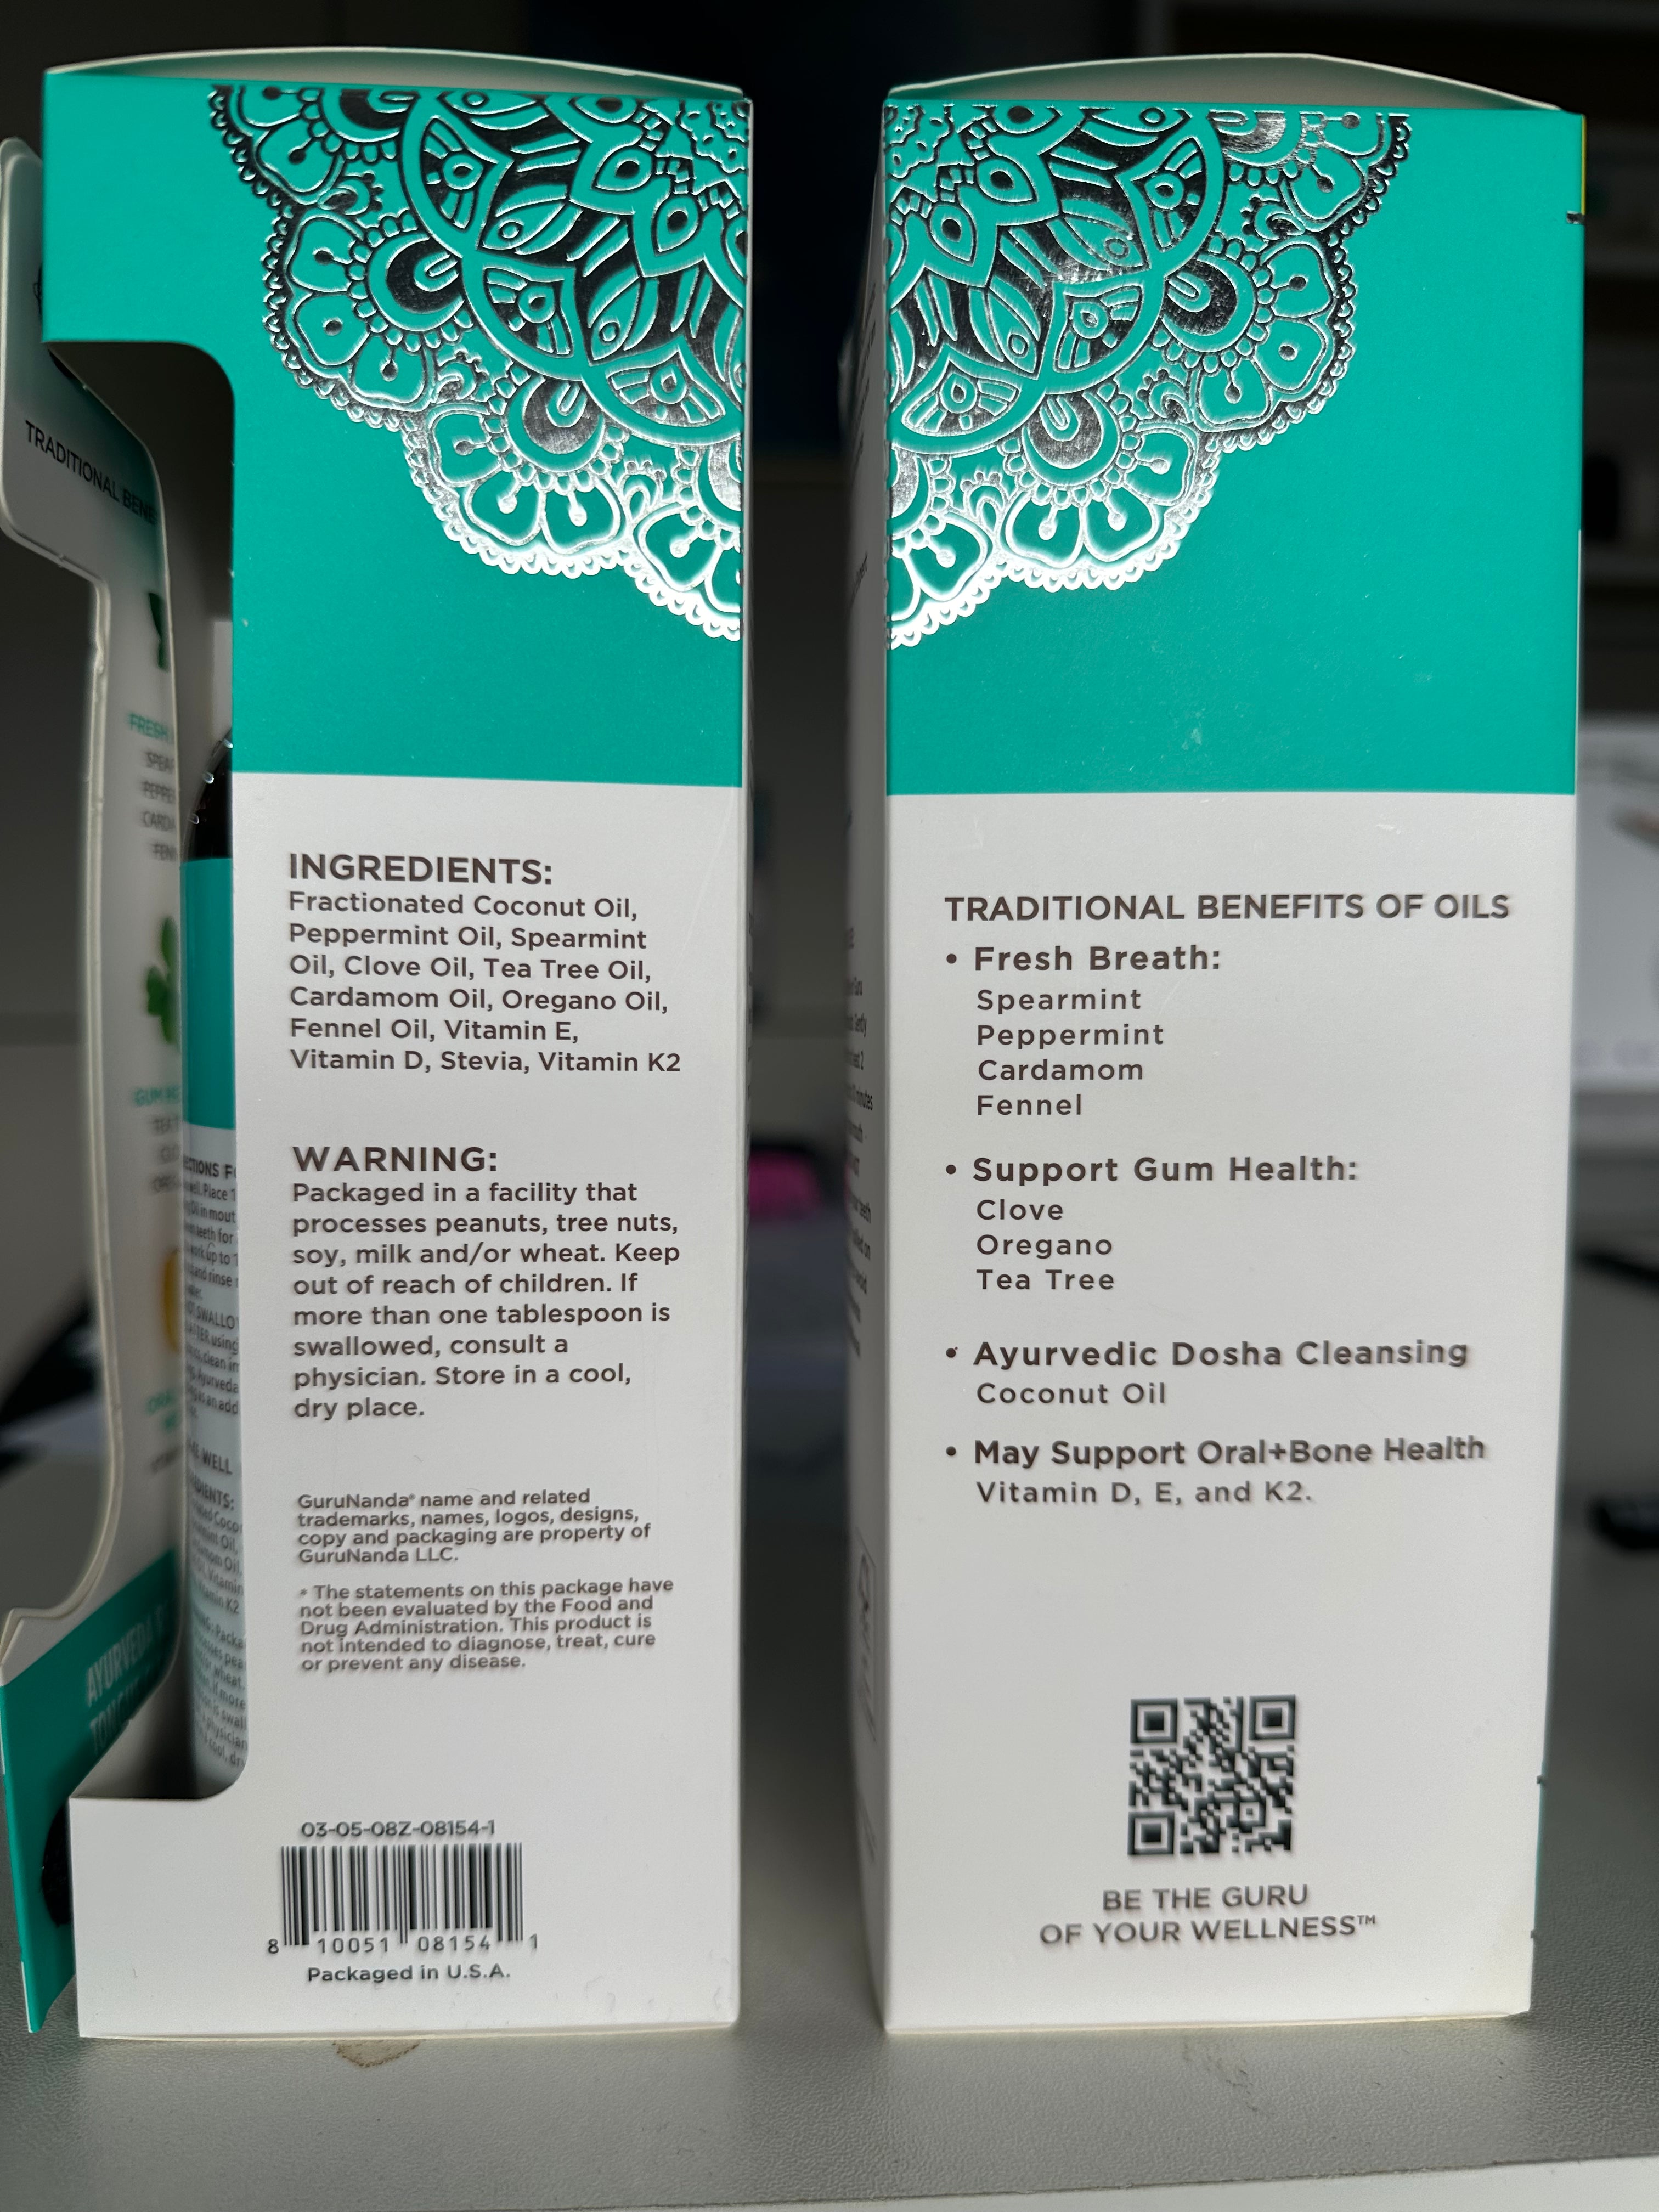 TRADITIONAL BENE
INGREDIENTS:
Fractionated Coconut Oil,
Peppermint Oil, Spearmint
Oil, Clove Oil, Tea Tree Oil,
Cardamom Oil, Oregano Oil,
Fennel Oil, Vitamin E,
Vitamin D, Stevia, Vitamin K2
WARNING:
Packaged in a facility that
processes peanuts, tree nuts,
soy, milk and/or wheat. Keep
out of reach of children. If
more than one tablespoon is
swallowed, consult a
physician. Store in a cool,
dry place.
GuruNanda® name and related
trademarks, names, logos, designs,
copy and packaging are property of
GuruNanda LLC.
* The statements on this package have
not been evaluated by the Food and
Drug Administration. This product is
not intended to diagnose, treat, cure
or prevent any disease.
03-05-08Z-08154-1
8 10051 08154 1
Packaged in U.S.A.
TRADITIONAL BENEFITS OF OILS
• Fresh Breath:
Spearmint
Peppermint
Cardamom
Fennel
• Support Gum Health:
Clove
Oregano
Tea Tree
• Ayurvedic Dosha Cleansing
Coconut Oil
• May Support Oral+Bone Health
Vitamin D, E, and K2.
BE THE GURU
OF YOUR WELLNESS™